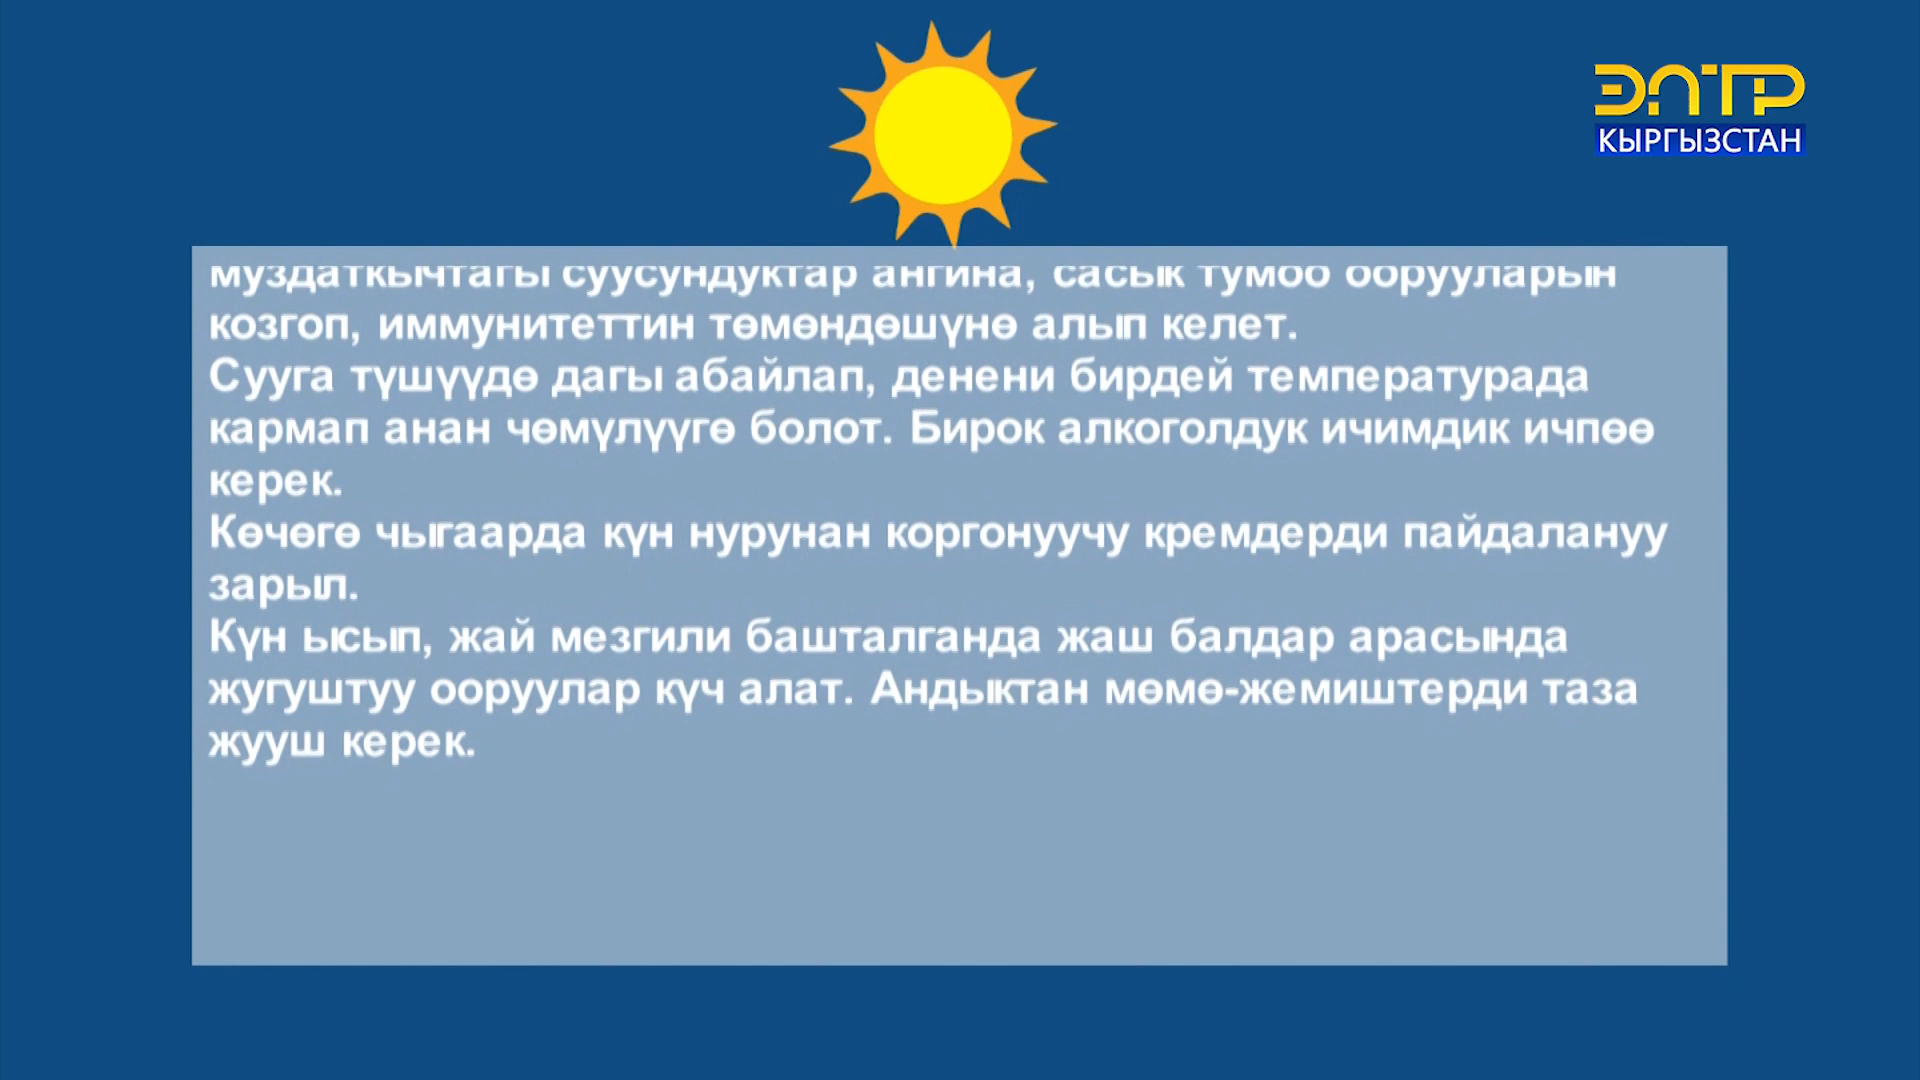 ЭЛТР
КЫРГЫЗСТАН
муздаткычтагы суусундуктар ангина, сасык тумоо оорууларын
козгоп, иммунитеттин төмөндөшүнө алып келет.
Сууга түшүүдө дагы абайлап, денени бирдей температурада
кармап анан чөмүлүүгө болот. Бирок алкоголдук ичимдик ичпөө
керек.
Көчөгө чыгаарда күн нурунан коргонуучу кремдерди пайдалануу
зарыл.
Күн ысып, жай мезгили башталганда жаш балдар арасында
жугуштуу ооруулар күч алат. Андыктан мөмө-жемиштерди таза
жууш керек.